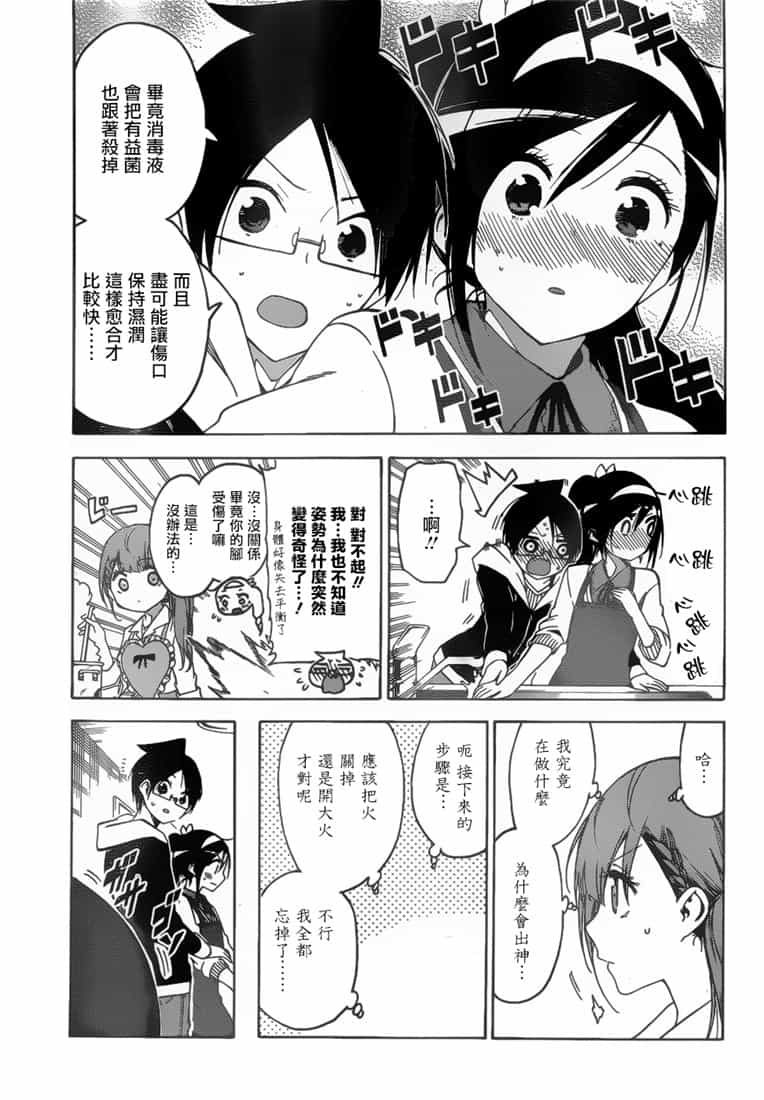 畢竟消毒液
會把有益菌
也跟著殺掉
而且
盡可能讓傷口
保持濕潤
這樣愈合才
比較快……
ドキ
ドキ
ドキ
ドキ
跳
心
跳
心
跳
心
跳
心
…啊!!
對 對不起!!
我…我也不知道
姿勢為什麼突然
變得奇怪了…!
身體好像失去平衡了
沒…沒關係
畢竟你的腳
受傷了嘛
這是…
沒辦法的…
じー
哈…
我究竟
在做什麼
為什麼會出神……
呃 接下來的
步驟是…
應該把火
關掉
還是開大火
才對呢
不行
我全都
忘掉了……
ガガガ